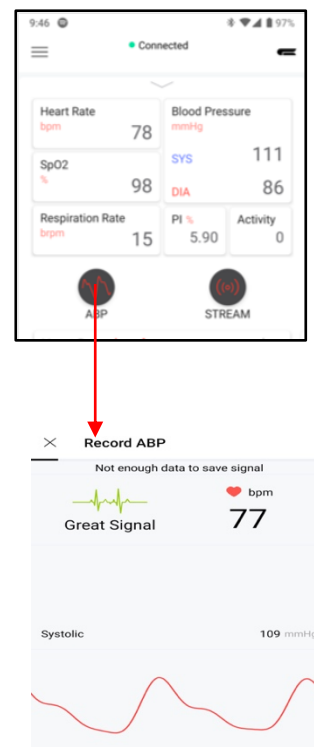 9:46 97%
Connected
Heart Rate
bpm
78
SpO2
%
98
Respiration Rate
brpm
15
Blood Pressure
mmHg
SYS 111
DIA 86
PI %
5.90
Activity
0
ABP STREAM
Record ABP
Not enough data to save signal
Great Signal
bpm
77
Systolic 109 mmHg